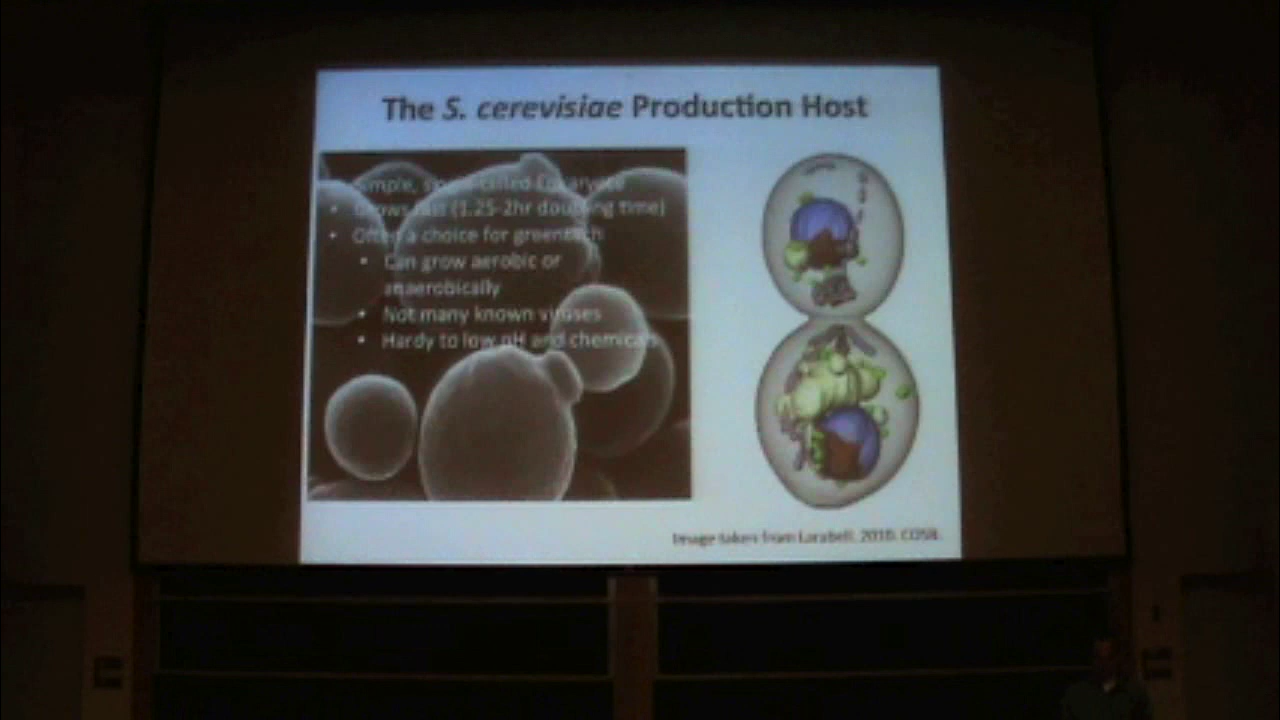 The S. cerevisiae Production Host
Simple, single-celled Eukaryote
• Grows fast (1.25-2hr doubling time)
• Often a choice for greentech
• Can grow aerobic or
anaerobically
• Not many known viruses
• Hardy to low pH and chemicals
Image taken from Larabell. 2010. COSB.